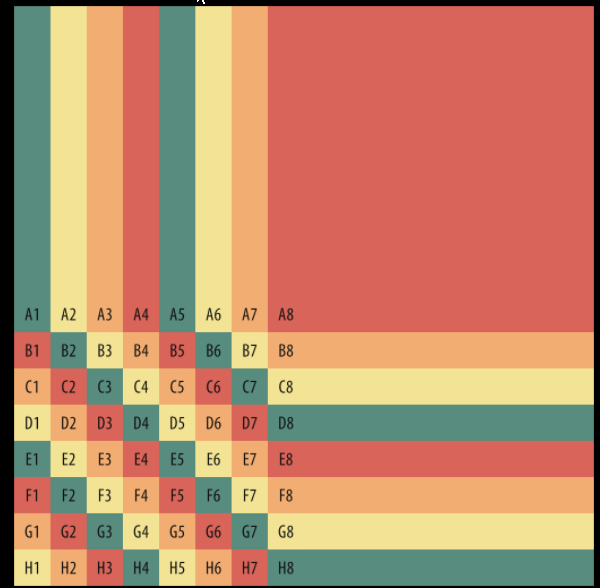 A1 A2 A3 A4 A5 A6 A7 A8
B1 B2 B3 B4 B5 B6 B7 B8
C1 C2 C3 C4 C5 C6 C7 C8
D1 D2 D3 D4 D5 D6 D7 D8
E1 E2 E3 E4 E5 E6 E7 E8
F1 F2 F3 F4 F5 F6 F7 F8
G1 G2 G3 G4 G5 G6 G7 G8
H1 H2 H3 H4 H5 H6 H7 H8